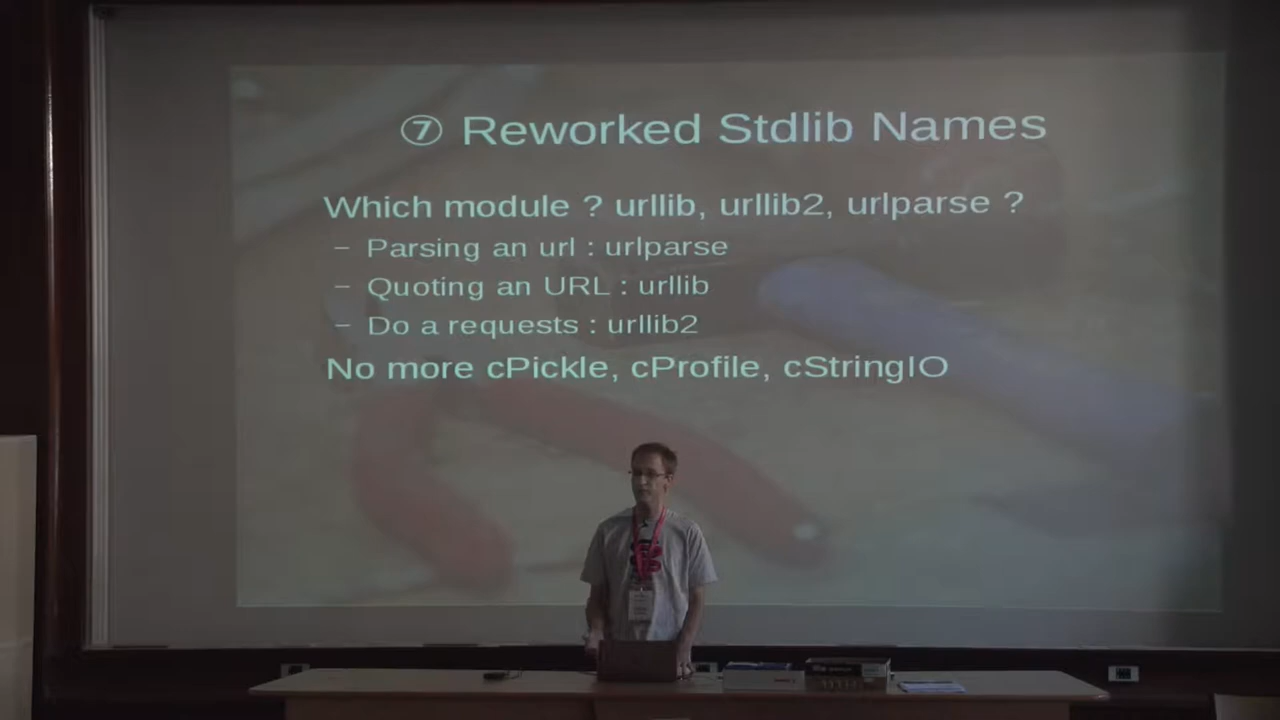 ⑦ Reworked Stdlib Names
Which module ? urllib, urllib2, urlparse ?
– Parsing an url : urlparse
– Quoting an URL : urllib
– Do a requests : urllib2
No more cPickle, cProfile, cStringIO